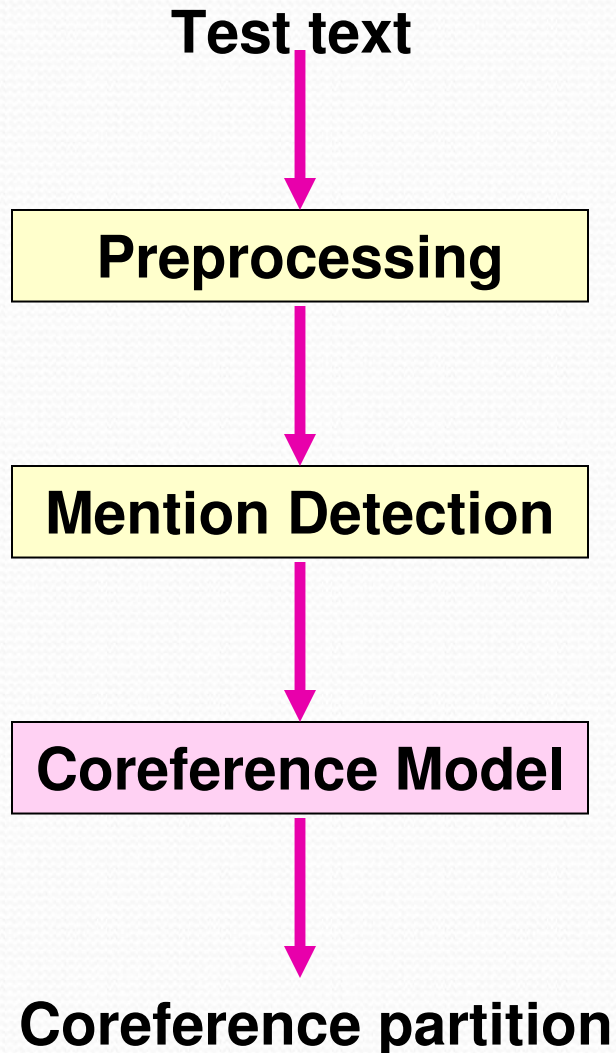 Test text
Preprocessing
Mention Detection
Coreference Model
Coreference partition